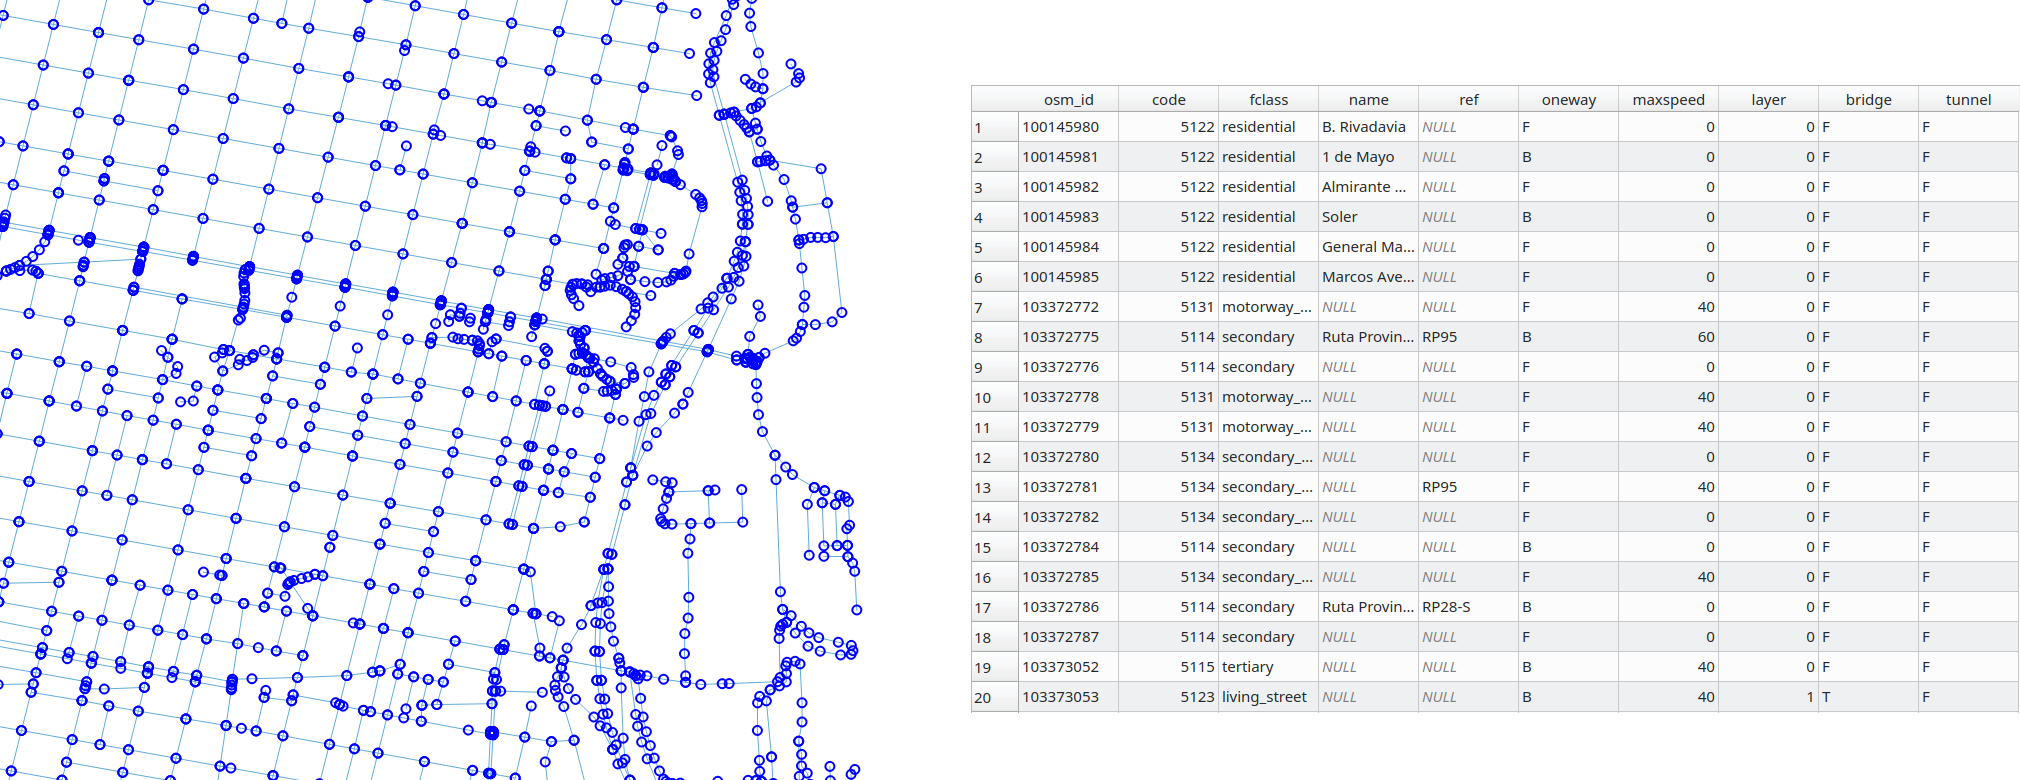 osm_id code fclass name ref oneway maxspeed layer bridge tunnel
1 100145980 5122 residential B. Rivadavia NULL F 0 0 F F
2 100145981 5122 residential 1 de Mayo NULL B 0 0 F F
3 100145982 5122 residential Almirante ... NULL F 0 0 F F
4 100145983 5122 residential Soler NULL B 0 0 F F
5 100145984 5122 residential General Ma... NULL F 0 0 F F
6 100145985 5122 residential Marcos Ave... NULL F 0 0 F F
7 103372772 5131 motorway_... NULL NULL F 40 0 F F
8 103372775 5114 secondary Ruta Provin... RP95 B 60 0 F F
9 103372776 5114 secondary NULL NULL F 0 0 F F
10 103372778 5131 motorway_... NULL NULL F 40 0 F F
11 103372779 5131 motorway_... NULL NULL F 40 0 F F
12 103372780 5134 secondary_... NULL NULL F 0 0 F F
13 103372781 5134 secondary_... NULL RP95 F 40 0 F F
14 103372782 5134 secondary_... NULL NULL F 0 0 F F
15 103372784 5114 secondary NULL NULL B 0 0 F F
16 103372785 5134 secondary_... NULL NULL F 40 0 F F
17 103372786 5114 secondary Ruta Provin... RP28-S B 0 0 F F
18 103372787 5114 secondary NULL NULL F 0 0 F F
19 103373052 5115 tertiary NULL NULL B 40 0 F F
20 103373053 5123 living_street NULL NULL B 40 1 T F